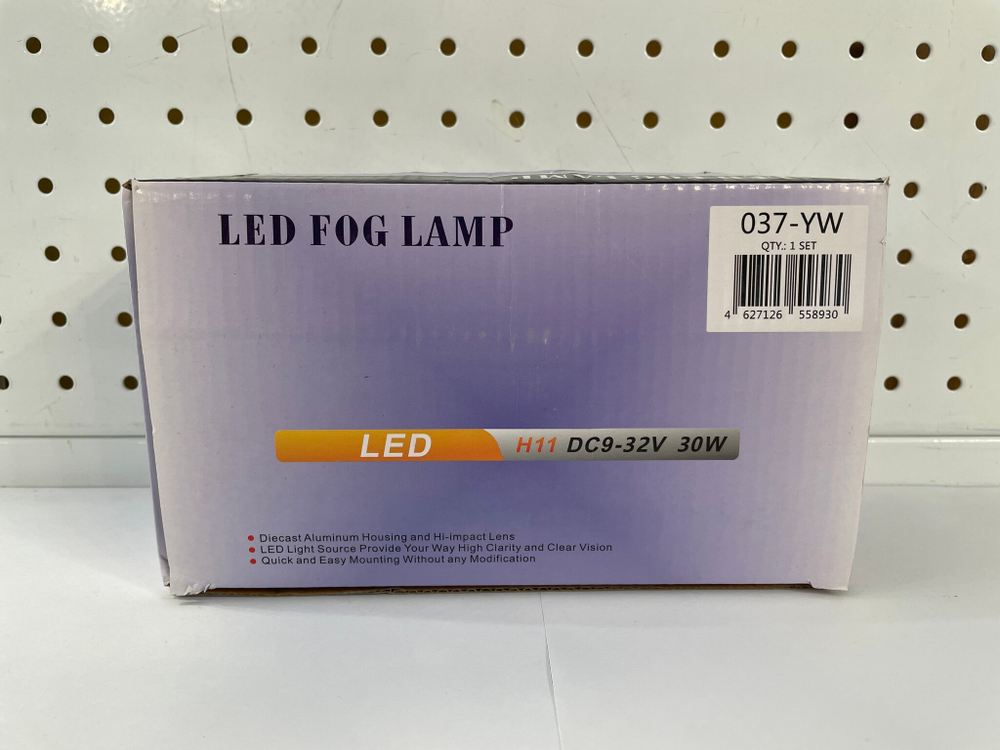 LED FOG LAMP
037-YW
QTY.: 1 SET
4 627126 558930
LED H11 DC9-32V 30W
Diecast Aluminum Housing and Hi-impact Lens
LED Light Source Provide Your Way High Clarity and Clear Vision
Quick and Easy Mounting Without any Modification